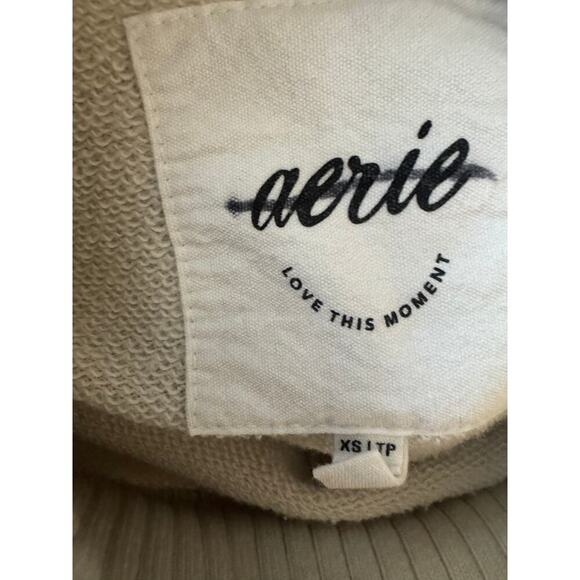 aerie
LOVE THIS MOMENT
XS | TP